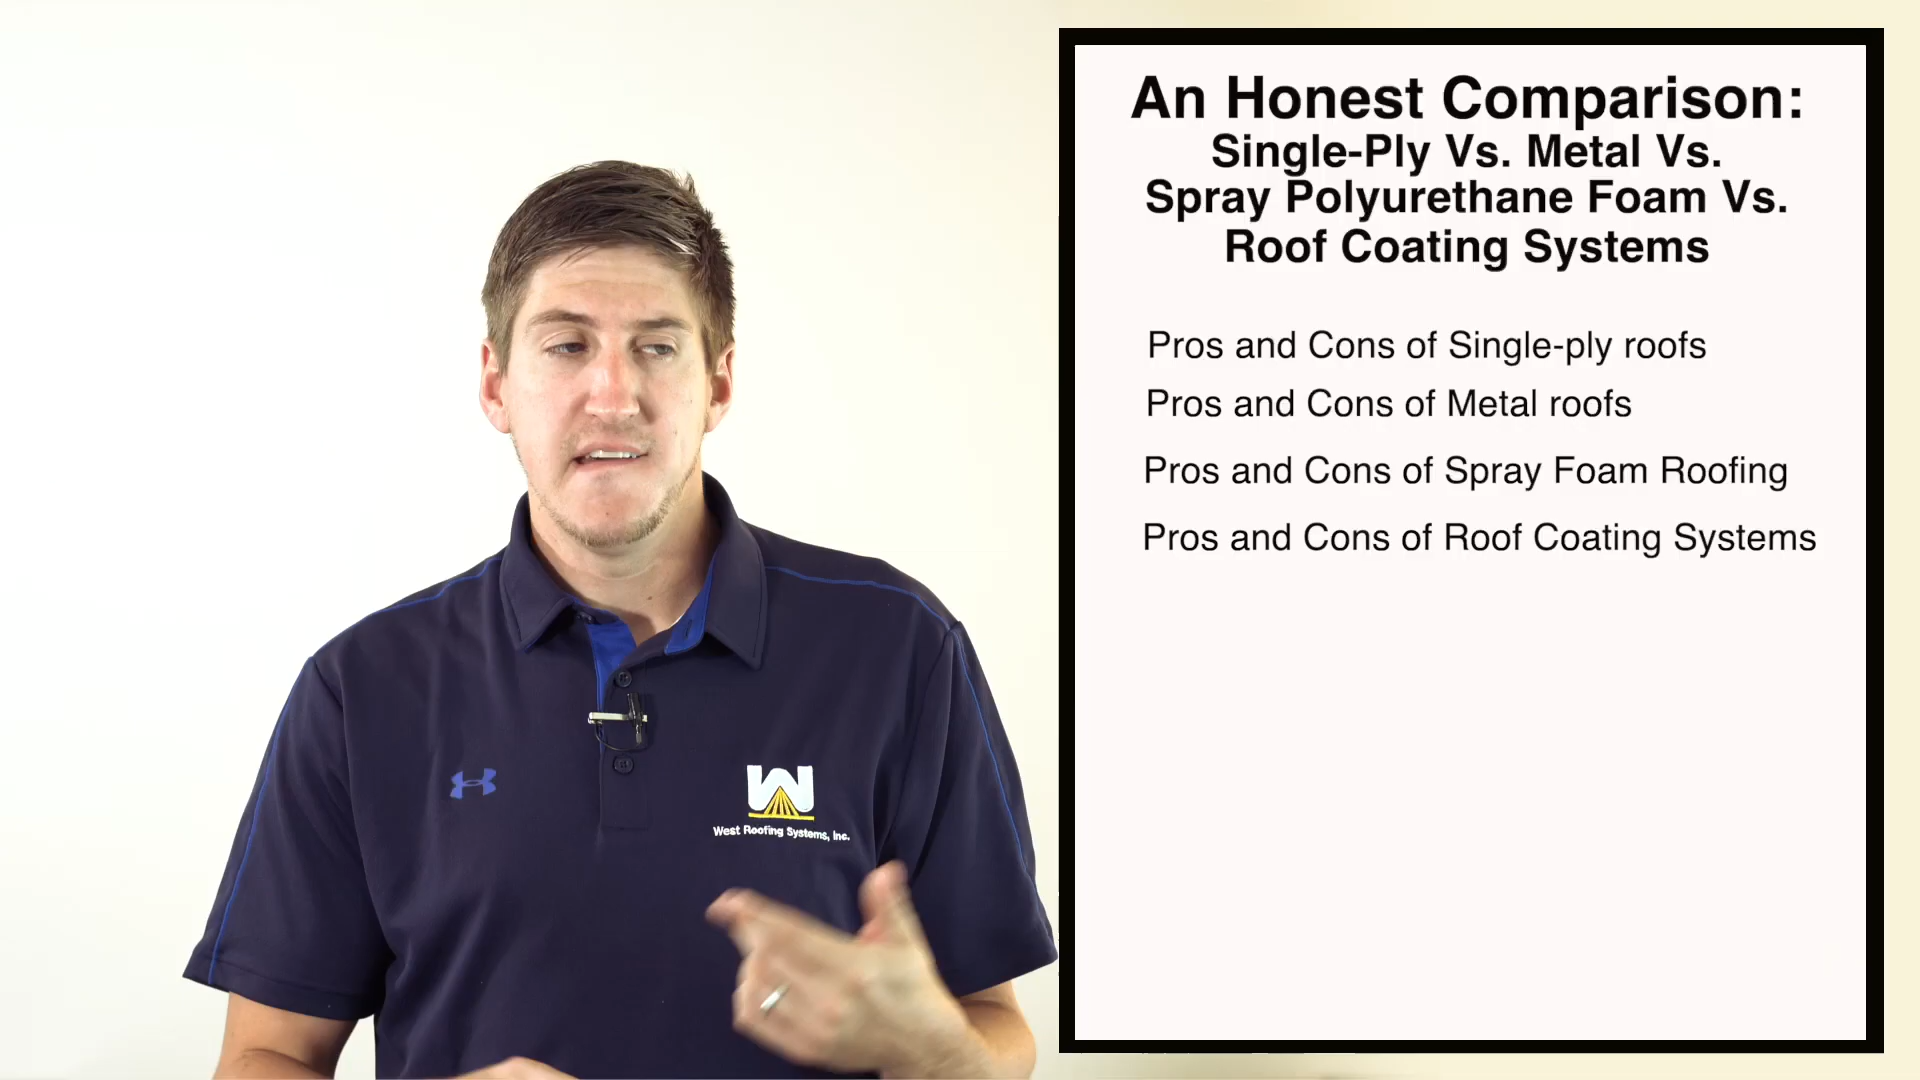 An Honest Comparison:
Single-Ply Vs. Metal Vs.
Spray Polyurethane Foam Vs.
Roof Coating Systems
Pros and Cons of Single-ply roofs
Pros and Cons of Metal roofs
Pros and Cons of Spray Foam Roofing
Pros and Cons of Roof Coating Systems
W
West Roofing Systems, Inc.